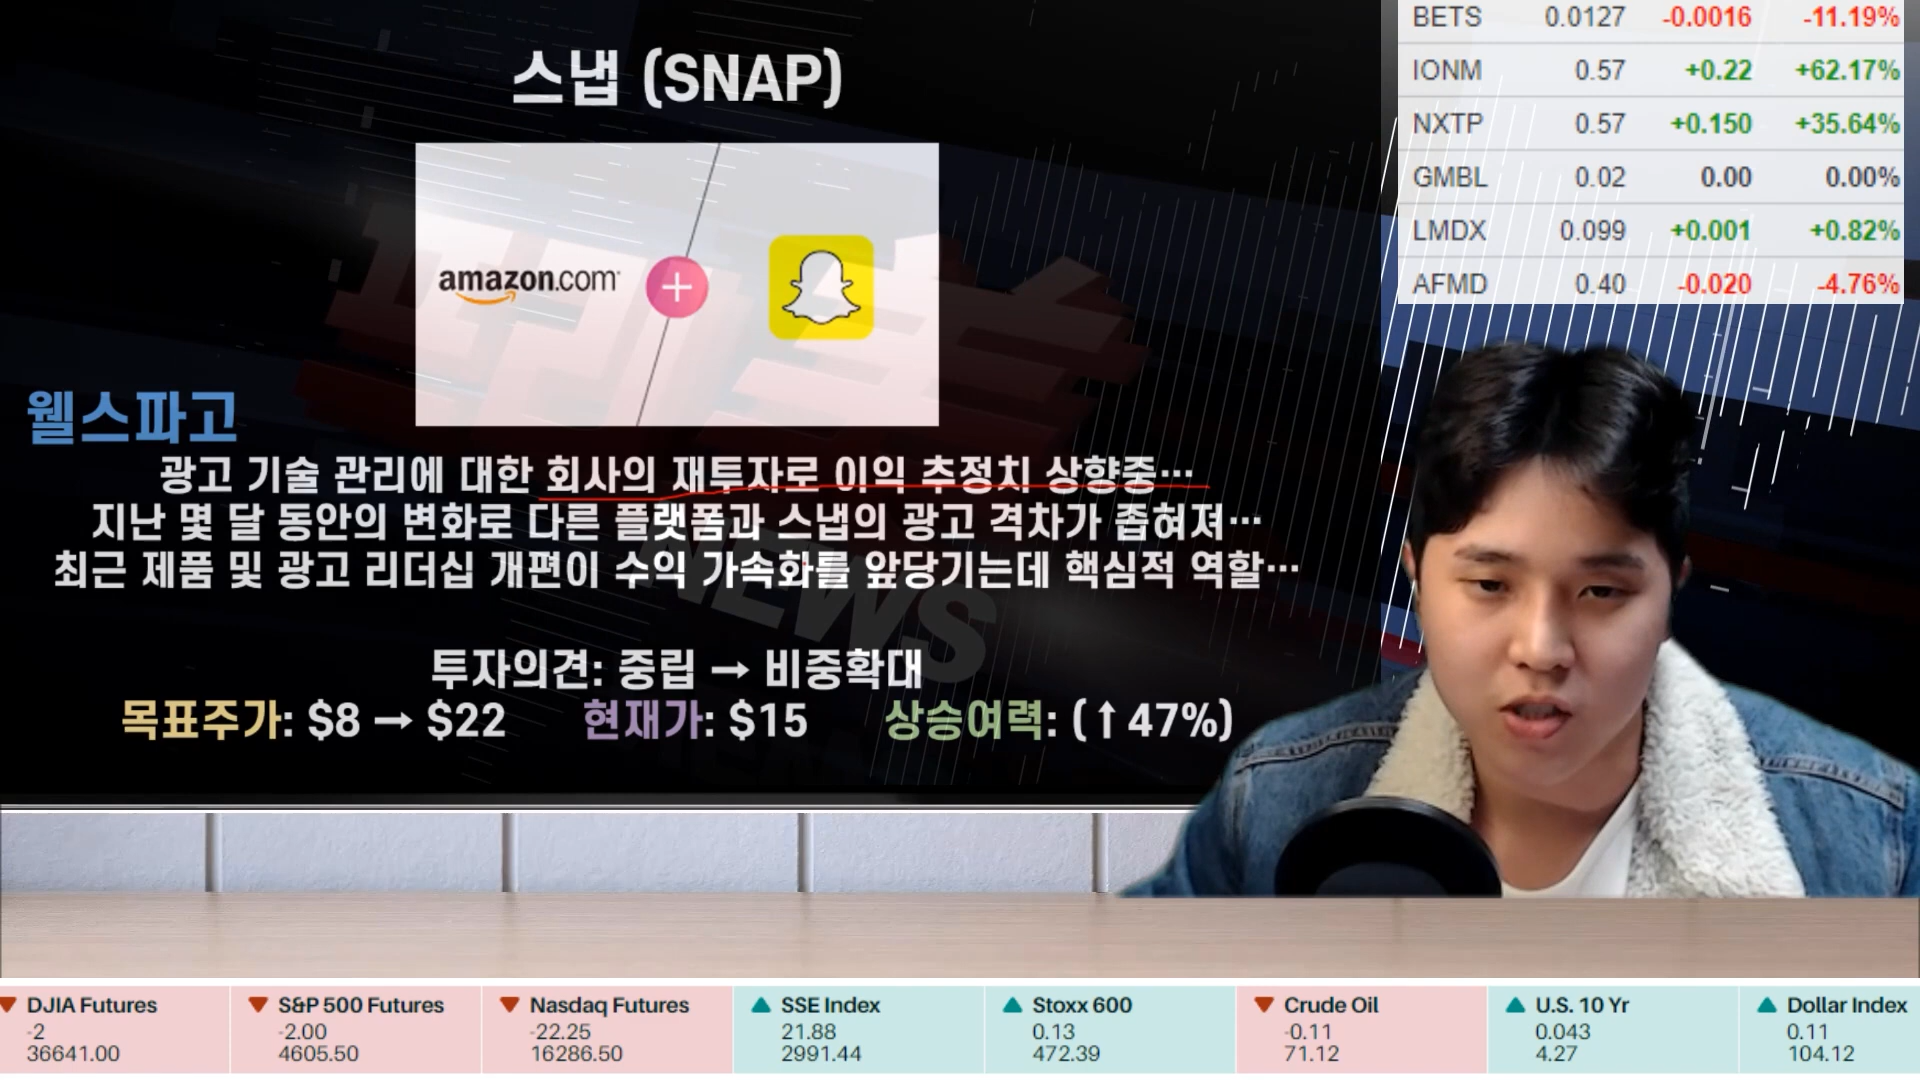 스냅 (SNAP)
amazon.com
+
웰스파고
광고 기술 관리에 대한 회사의 재투자로 이익 추정치 상향중…
지난 몇 달 동안의 변화로 다른 플랫폼과 스냅의 광고 격차가 좁혀져…
최근 제품 및 광고 리더십 개편이 수익 가속화를 앞당기는데 핵심적 역할…
NEWS
투자의견: 중립 → 비중확대
목표주가: $8 → $22 현재가: $15 상승여력: (↑47%)
BETS 0.0127 -0.0016 -11.19%
IONM 0.57 +0.22 +62.17%
NXTP 0.57 +0.150 +35.64%
GMBL 0.02 0.00 0.00%
LMDX 0.099 +0.001 +0.82%
AFMD 0.40 -0.020 -4.76%
DJIA Futures
-2
36641.00
S&P 500 Futures
-2.00
4605.50
Nasdaq Futures
-22.25
16286.50
SSE Index
21.88
2991.44
Stoxx 600
0.13
472.39
Crude Oil
-0.11
71.12
U.S. 10 Yr
0.043
4.27
Dollar Index
0.11
104.12